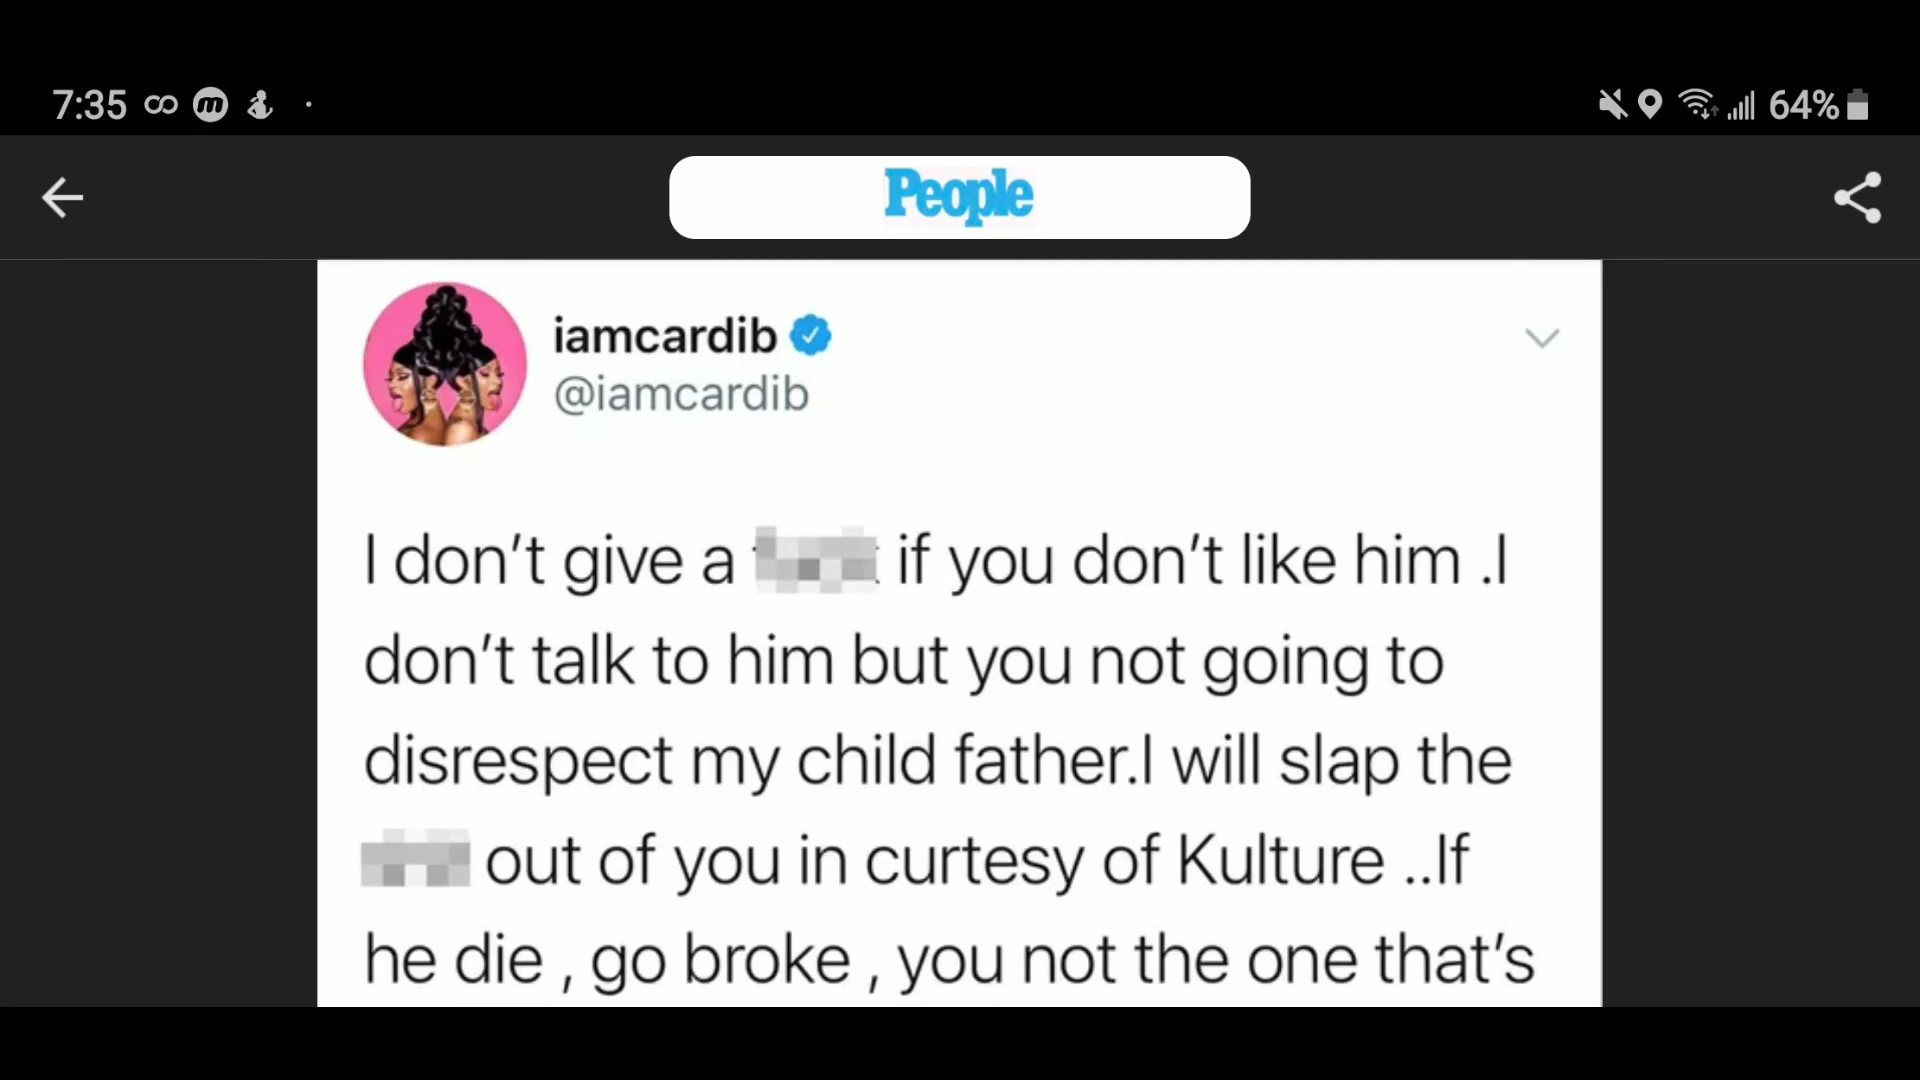 7:35
64%
People
iamcardib
@iamcardib
I don't give a if you don't like him .I
don't talk to him but you not going to
disrespect my child father.I will slap the
out of you in curtesy of Kulture ..If
he die , go broke , you not the one that's